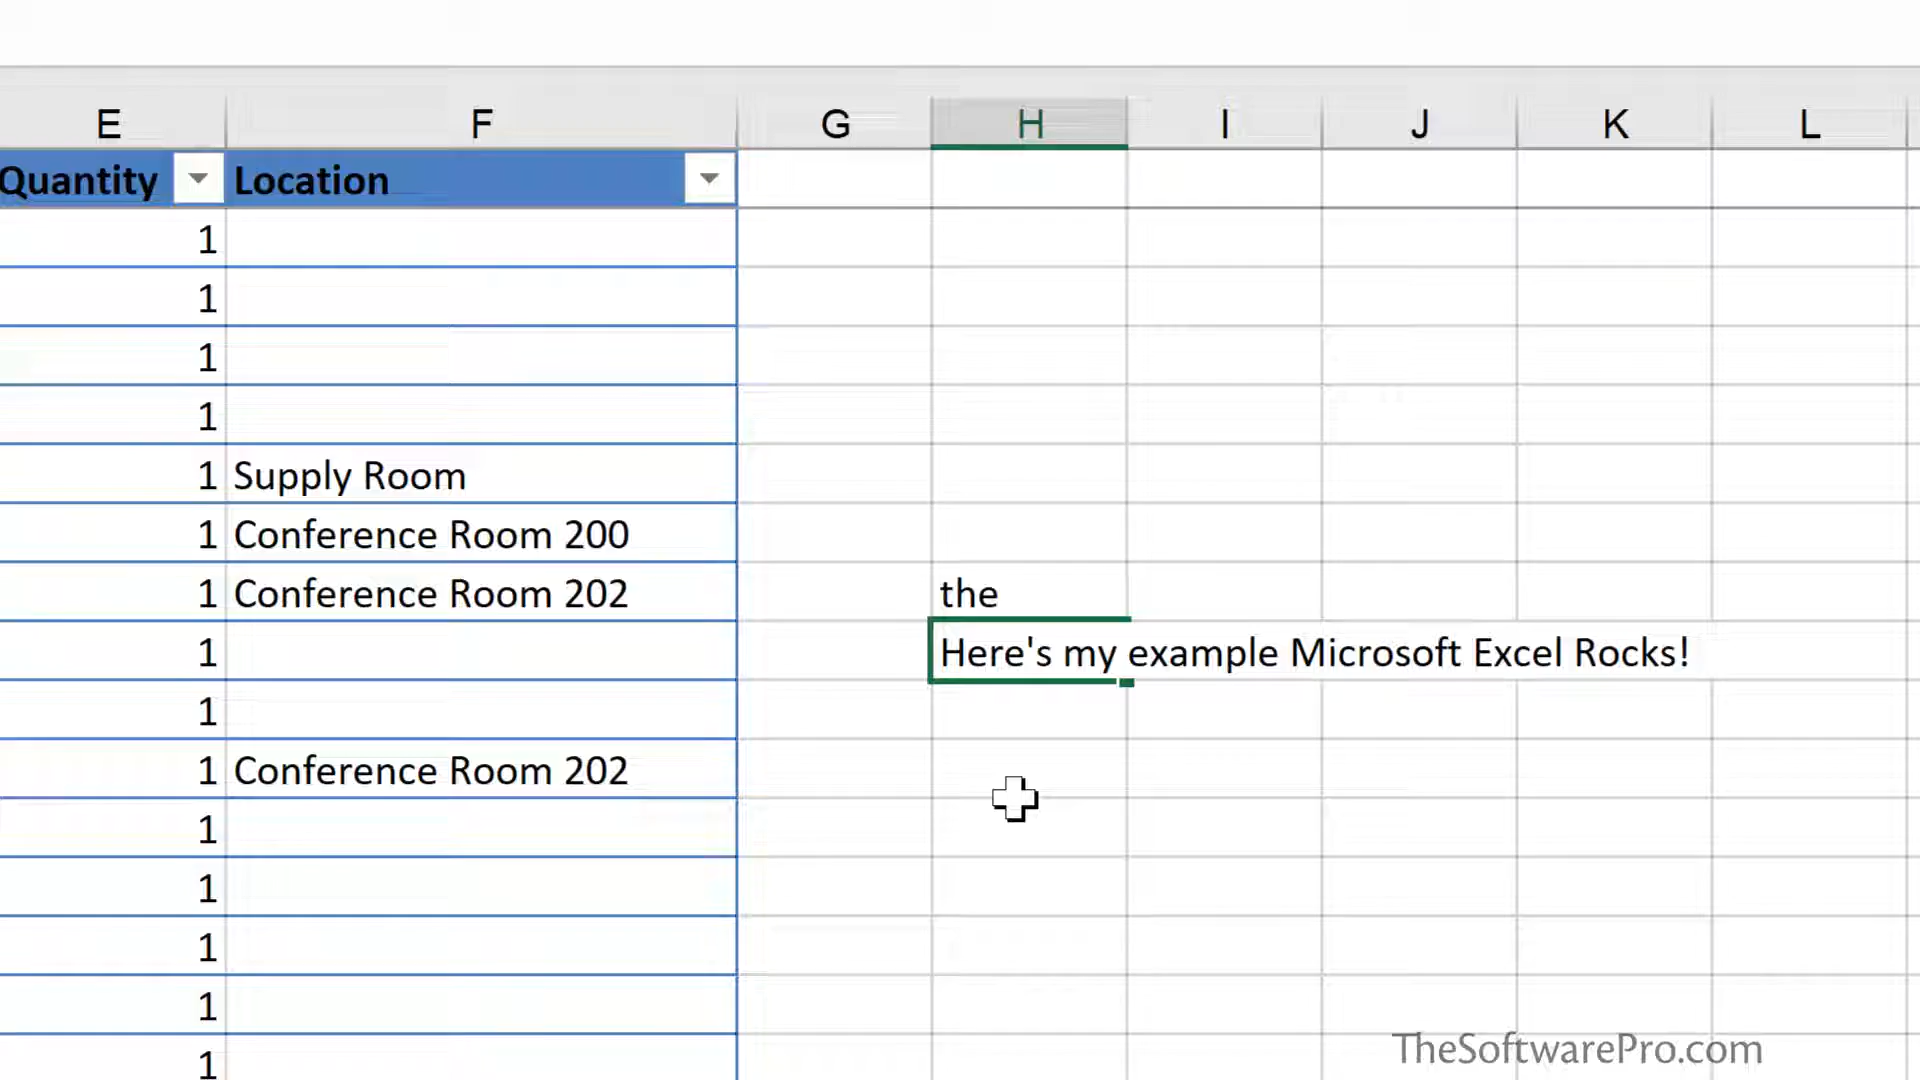 E F G H I J K L
Quantity Location
1
1
1
1
1 Supply Room
1 Conference Room 200
1 Conference Room 202 the
1 Here's my example Microsoft Excel Rocks!
1
1 Conference Room 202
1
1
1
1
1
TheSoftwarePro.com